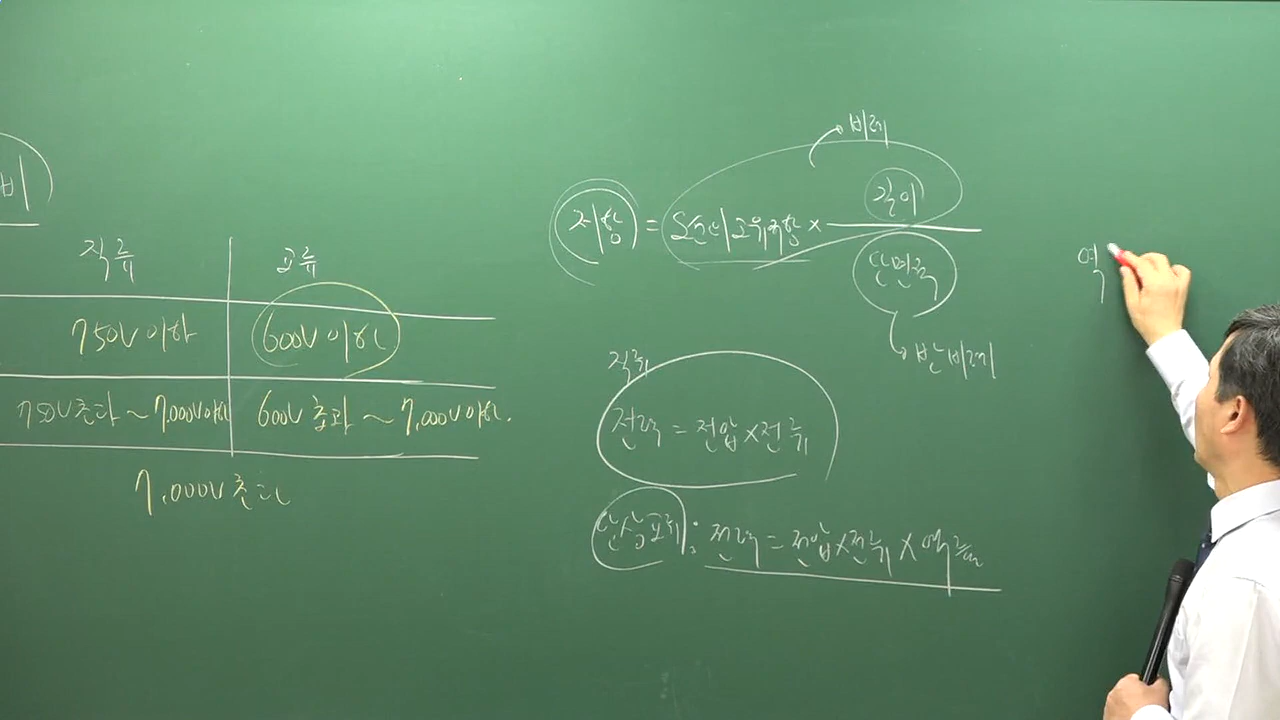 비
직류 교류
750V 이하 600V 이하
750V 초과 ~ 7,000V 이하 600V 초과 ~ 7,000V 이하.
7,000V 초과
비례
저항 = 도선의 고유저항 × 길이
단면적
반비례
직류
전력 = 전압 × 전류
단상교류 : 전력 = 전압 × 전류 × 역률
역